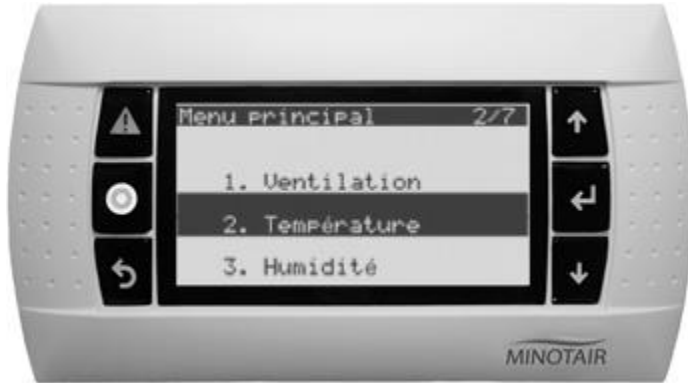 Menu principal 2/7
1. Ventilation
2. Température
3. Humidité
MINOTAIR